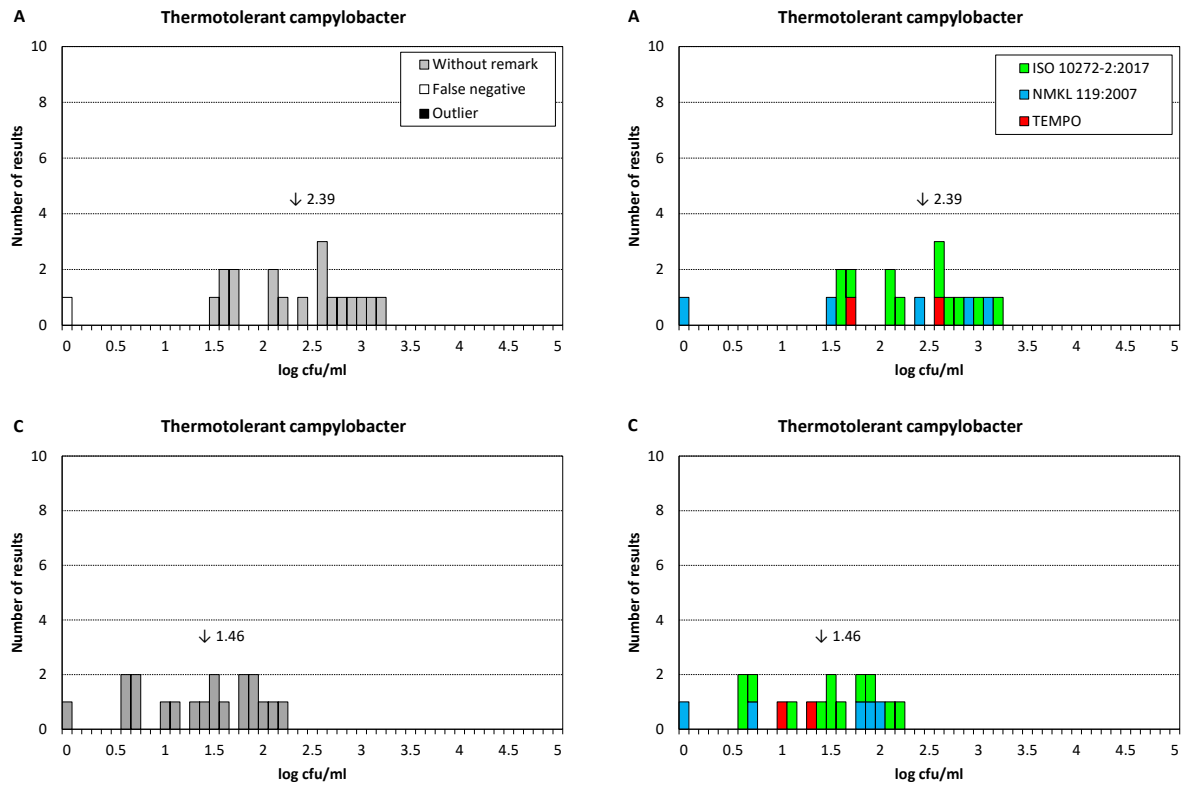 A Thermotolerant campylobacter
10
8
6
4
2
0
Number of results
Without remark
False negative
Outlier
↓ 2.39
0 0.5 1 1.5 2 2.5 3 3.5 4 4.5 5
log cfu/ml
A Thermotolerant campylobacter
10
8
6
4
2
0
Number of results
ISO 10272-2:2017
NMKL 119:2007
TEMPO
↓ 2.39
0 0.5 1 1.5 2 2.5 3 3.5 4 4.5 5
log cfu/ml
C Thermotolerant campylobacter
10
8
6
4
2
0
Number of results
↓ 1.46
0 0.5 1 1.5 2 2.5 3 3.5 4 4.5 5
log cfu/ml
C Thermotolerant campylobacter
10
8
6
4
2
0
Number of results
↓ 1.46
0 0.5 1 1.5 2 2.5 3 3.5 4 4.5 5
log cfu/ml